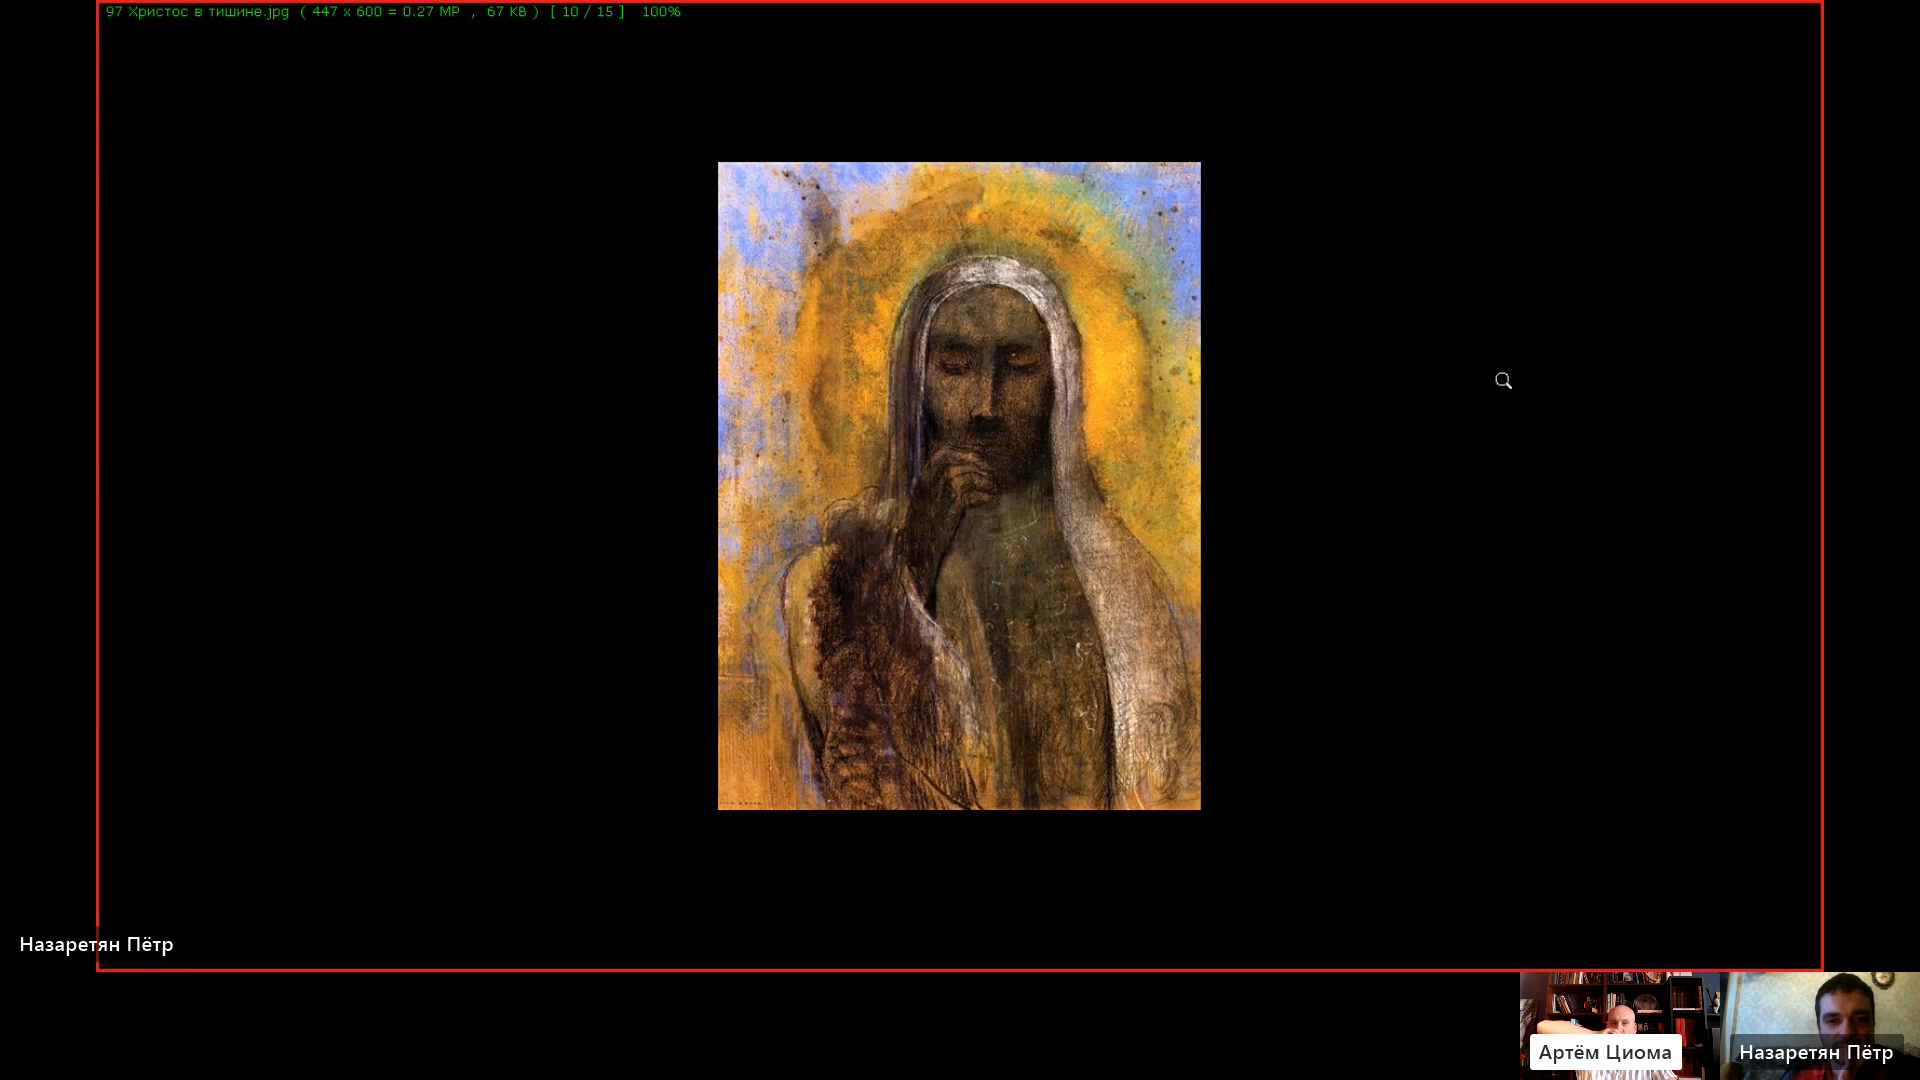 97 Христос в тишине.jpg ( 447 x 600 = 0.27 MP , 67 KB ) [ 10 / 15 ] 100%
Назаретян Пётр
Артём Циома
Назаретян Пётр